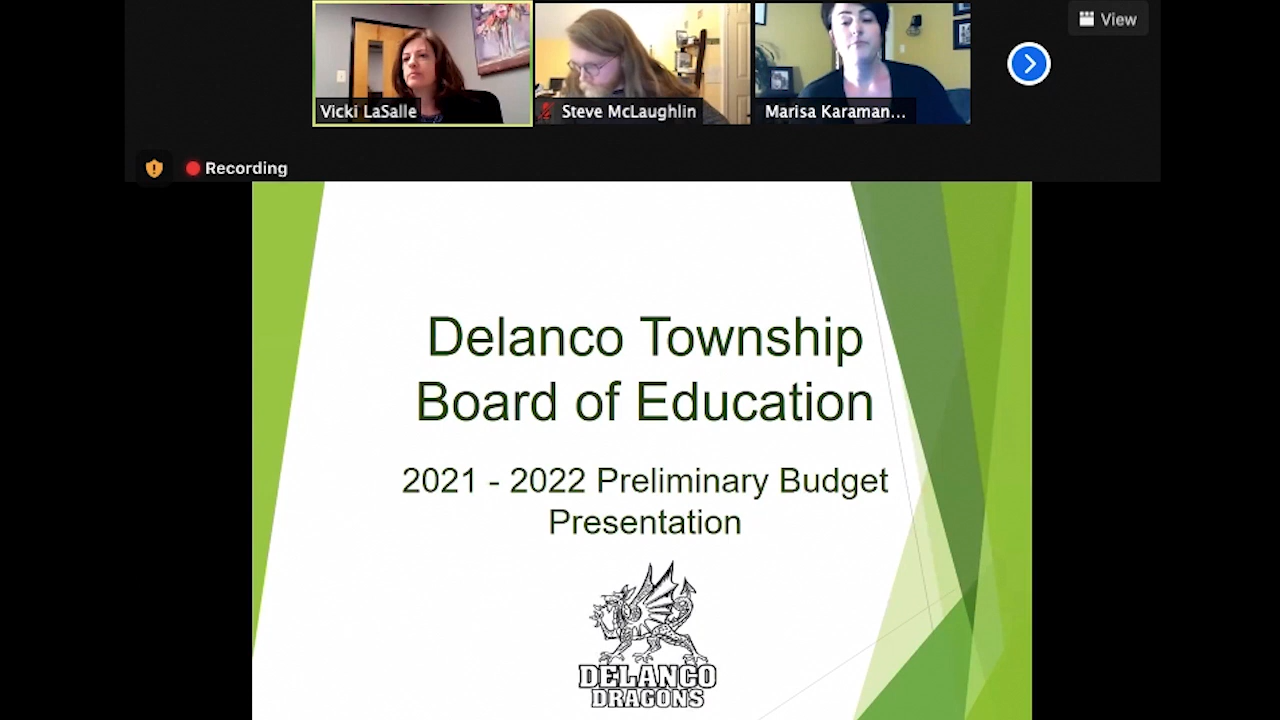 View
Vicki LaSalle
Steve McLaughlin
Marisa Karaman...
Recording
Delanco Township
Board of Education
2021 - 2022 Preliminary Budget
Presentation
DELANCO
DRAGONS